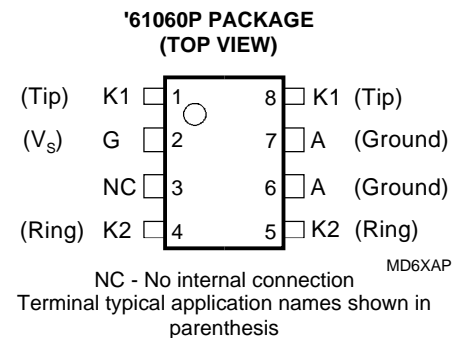 '61060P PACKAGE
(TOP VIEW)
(Tip) K1 1 8 K1 (Tip)
(VS) G 2 7 A (Ground)
NC 3 6 A (Ground)
(Ring) K2 4 5 K2 (Ring)
MD6XAP
NC - No internal connection
Terminal typical application names shown in
parenthesis